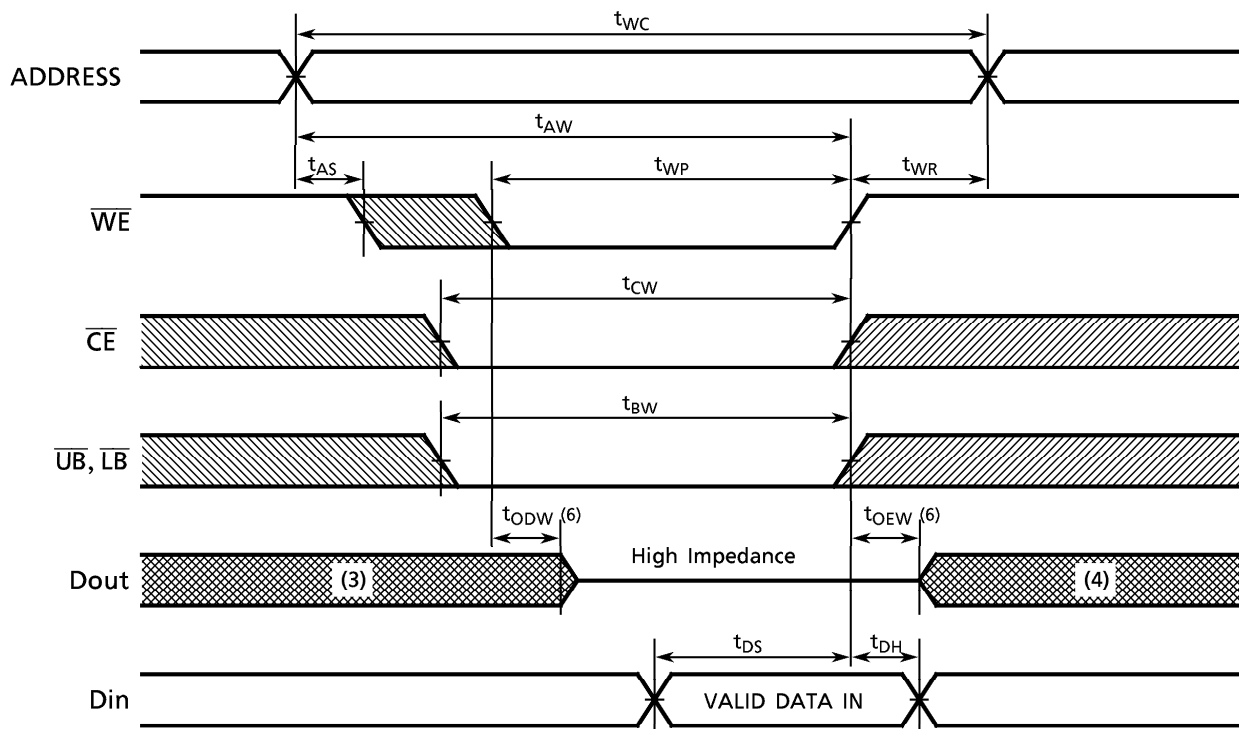 tWC
ADDRESS
tAW
tAS
tWP
tWR
WE
tCW
CE
tBW
UB, LB
tODW (6)
tOEW (6)
High Impedance
Dout
(3)
(4)
tDS
tDH
Din
VALID DATA IN